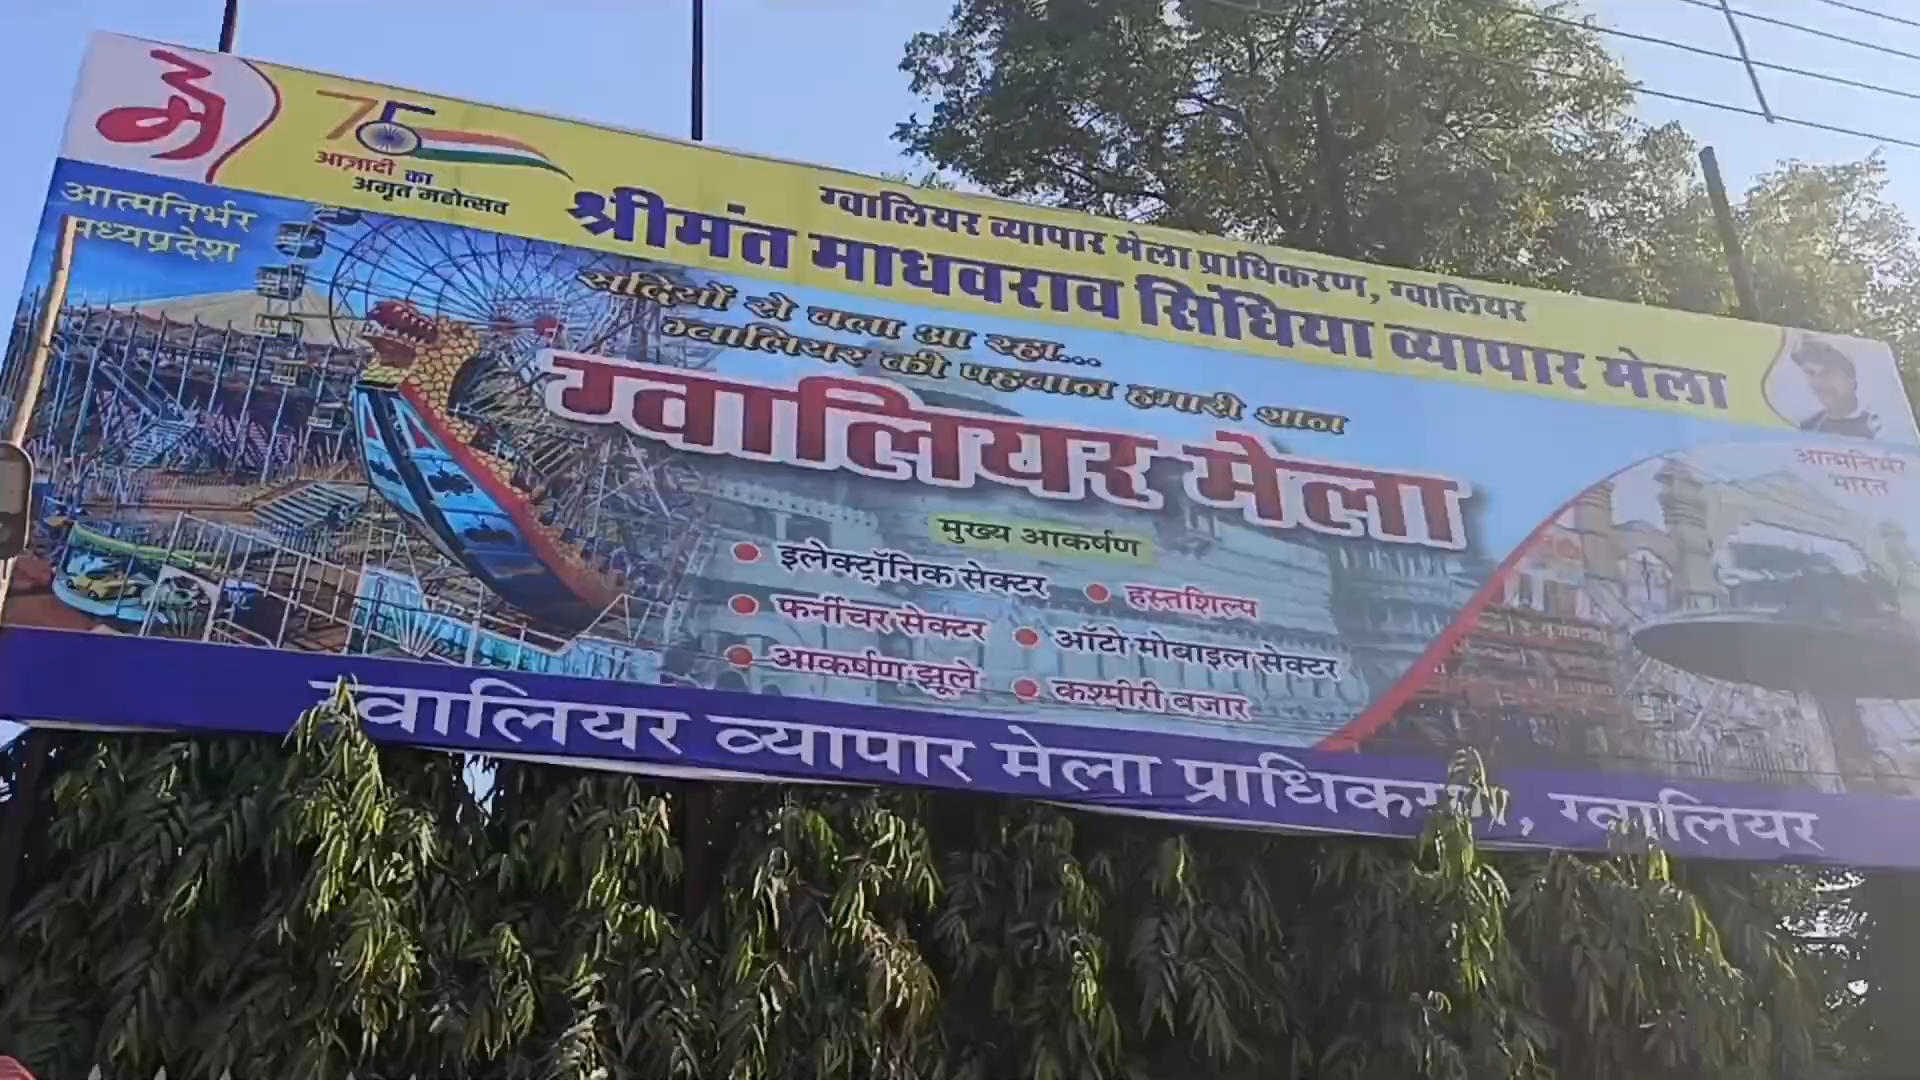 मे
75
आज़ादी का
अमृत महोत्सव
ग्वालियर व्यापार मेला प्राधिकरण, ग्वालियर
श्रीमंत माधवराव सिंधिया व्यापार मेला
आत्मनिर्भर
मध्यप्रदेश
सदियों से चला आ रहा...
ग्वालियर की पहचान हमारी शान
ग्वालियर मेला
आत्मनिर्भर
भारत
मुख्य आकर्षण
इलेक्ट्रॉनिक सेक्टर
हस्तशिल्प
फर्नीचर सेक्टर
ऑटो मोबाइल सेक्टर
आकर्षण झूले
कश्मीरी बजार
ग्वालियर व्यापार मेला प्राधिकरण, ग्वालियर